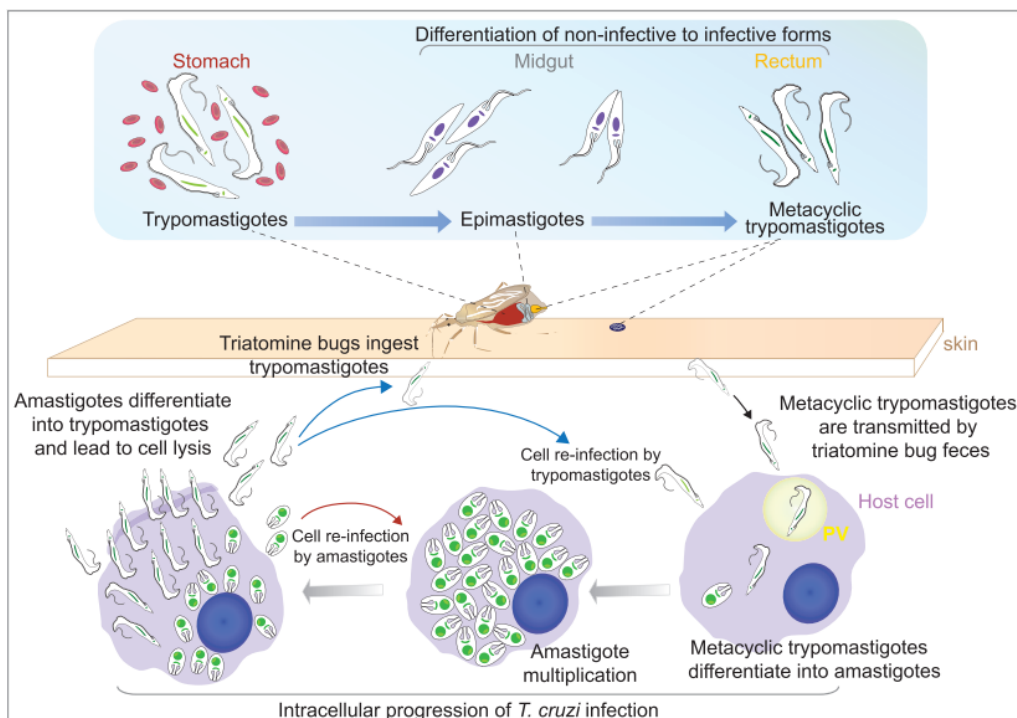 Differentiation of non-infective to infective forms
Stomach
Midgut
Rectum
Trypomastigotes
Epimastigotes
Metacyclic
trypomastigotes
Triatomine bugs ingest
trypomastigotes
skin
Amastigotes differentiate
into trypomastigotes
and lead to cell lysis
Metacyclic trypomastigotes
are transmitted by
triatomine bug feces
Cell re-infection by
trypomastigotes
Host cell
PV
Cell re-infection
by amastigotes
Amastigote
multiplication
Metacyclic trypomastigotes
differentiate into amastigotes
Intracellular progression of T. cruzi infection